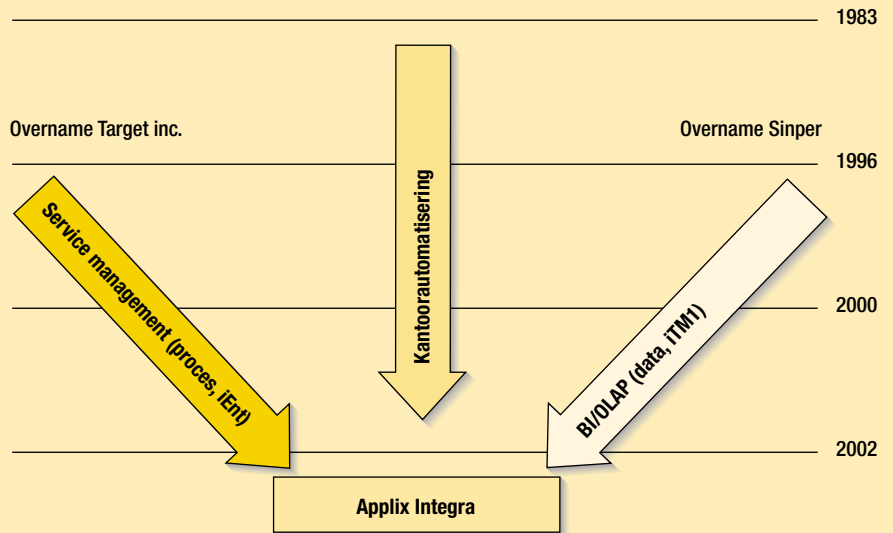 1983
Overname Target inc.
Overname Sinper
1996
Service management (proces, iEnt)
Kantoorautomatisering
BI/OLAP (data, iTM1)
2000
2002
Applix Integra